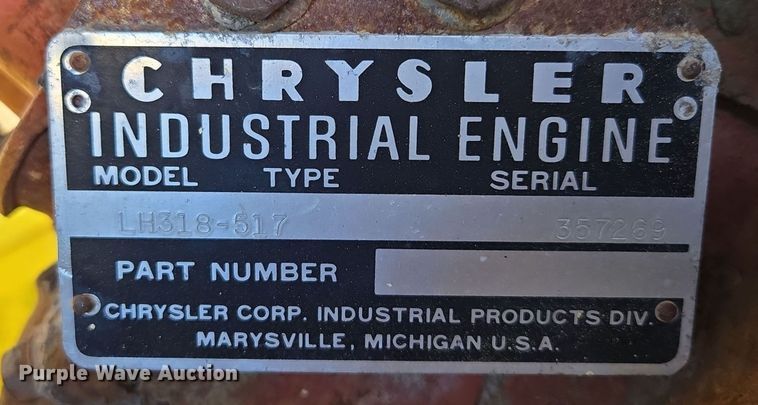 CHRYSLER
INDUSTRIAL ENGINE
MODEL TYPE SERIAL
LH318-517 357269
PART NUMBER
CHRYSLER CORP. INDUSTRIAL PRODUCTS DIV.
MARYSVILLE, MICHIGAN U.S.A.
Purple Wave Auction